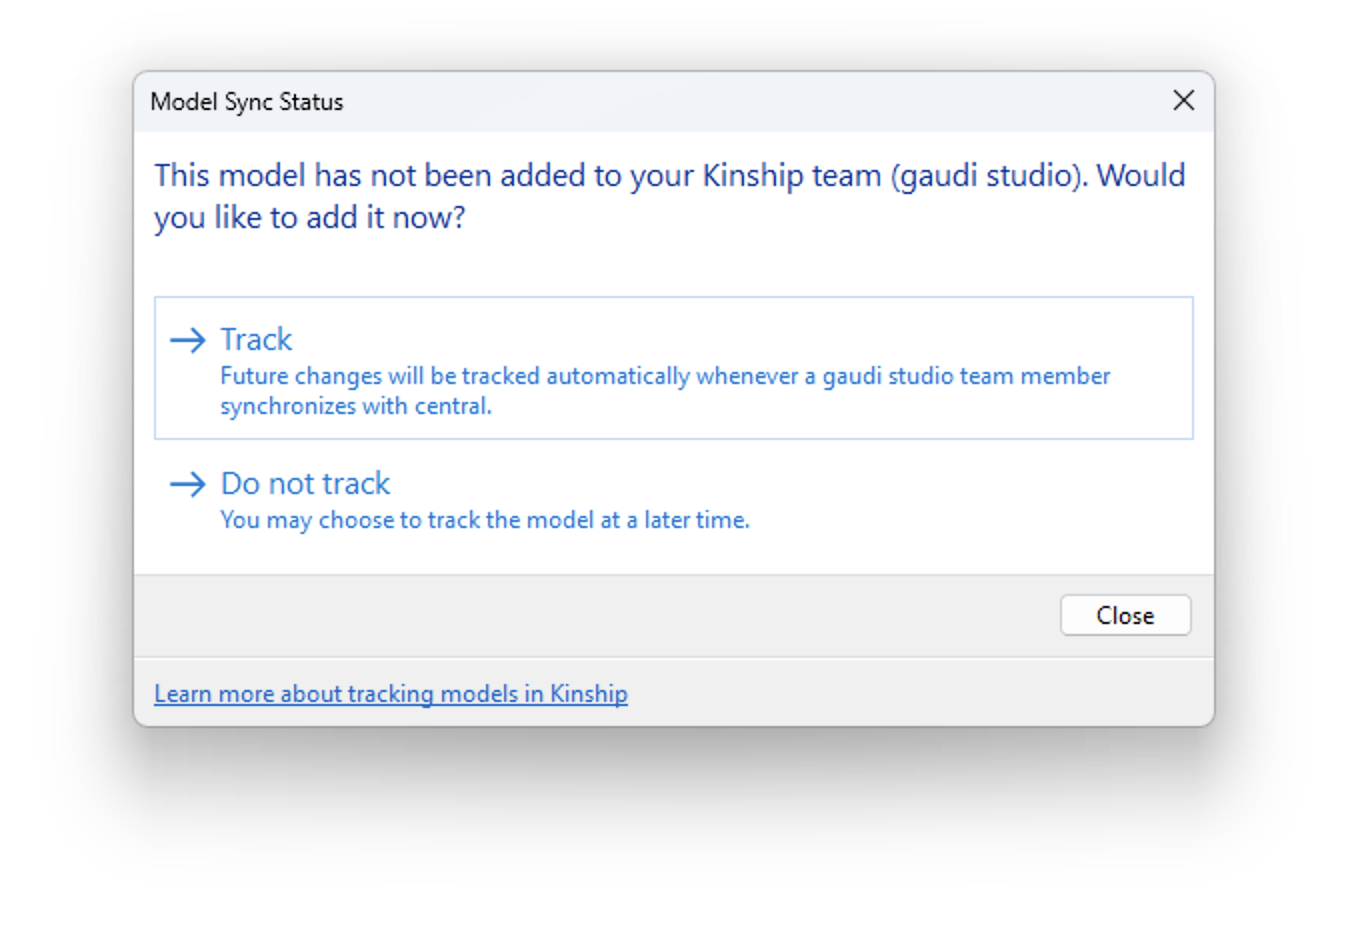 Model Sync Status
This model has not been added to your Kinship team (gaudi studio). Would
you like to add it now?
Track
Future changes will be tracked automatically whenever a gaudi studio team member
synchronizes with central.
Do not track
You may choose to track the model at a later time.
Close
Learn more about tracking models in Kinship